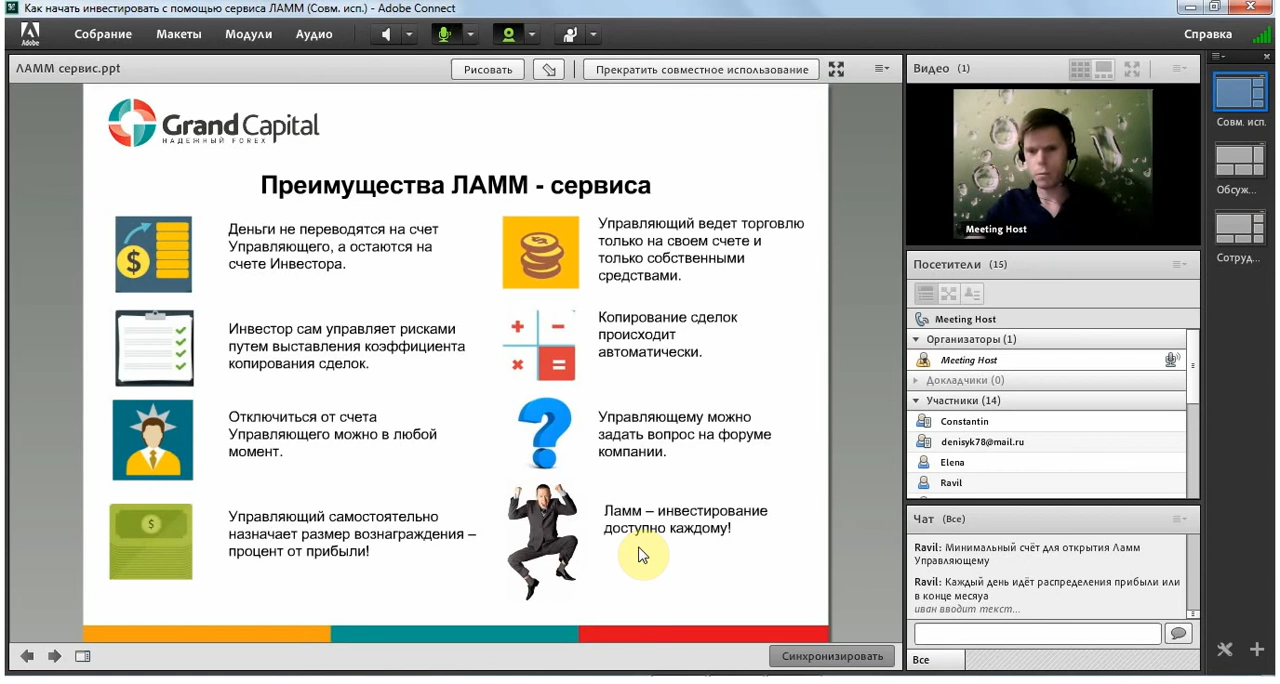 Как начать инвестировать с помощью сервиса ЛАММ (Совм. исп.) - Adobe Connect
Adobe
Собрание Макеты Модули Аудио Справка
ЛАММ сервис.ppt
Рисовать
Прекратить совместное использование
Grand Capital
НАДЕЖНЫЙ FOREX
Преимущества ЛАММ - сервиса
Деньги не переводятся на счет
Управляющего, а остаются на
счете Инвестора.
Управляющий ведет торговлю
только на своем счете и
только собственными
средствами.
Инвестор сам управляет рисками
путем выставления коэффициента
копирования сделок.
Копирование сделок
происходит
автоматически.
Отключиться от счета
Управляющего можно в любой
момент.
Управляющему можно
задать вопрос на форуме
компании.
Управляющий самостоятельно
назначает размер вознаграждения –
процент от прибыли!
Ламм – инвестирование
доступно каждому!
Синхронизировать
Видео (1)
Meeting Host
Посетители (15)
Meeting Host
Организаторы (1)
Meeting Host
Докладчики (0)
Участники (14)
Constantin
denisyk78@mail.ru
Elena
Ravil
Чат (Все)
Ravil: Минимальный счёт для открытия Ламм
Управляющему
Ravil: Каждый день идёт распределения прибыли или
в конце месяуа
иван вводит текст...
Все
Совм. исп.
Обсуж...
Сотруд...